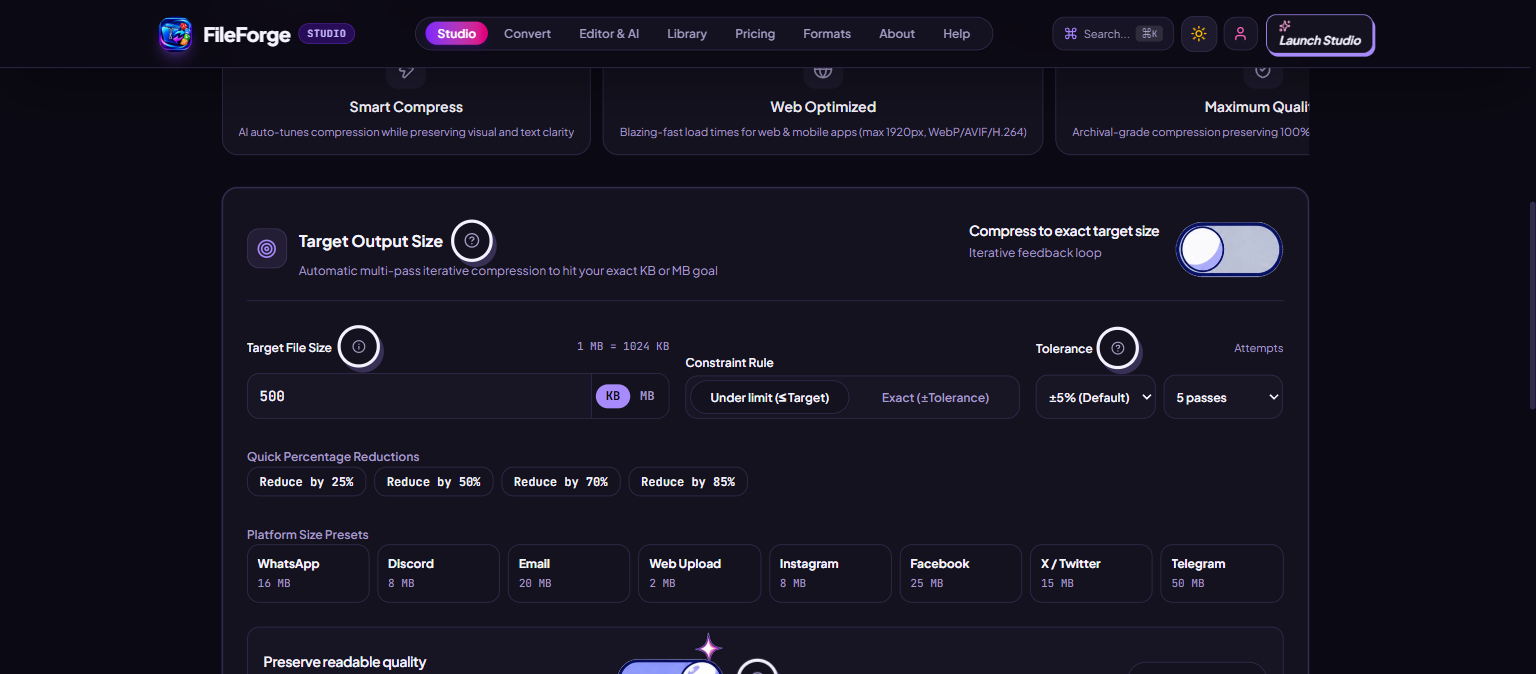 FileForge STUDIO Studio Convert Editor & AI Library Pricing Formats About Help Search... ⌘K Launch Studio
Smart Compress
AI auto-tunes compression while preserving visual and text clarity
Web Optimized
Blazing-fast load times for web & mobile apps (max 1920px, WebP/AVIF/H.264)
Maximum Quali
Archival-grade compression preserving 100%
Target Output Size
Automatic multi-pass iterative compression to hit your exact KB or MB goal
Compress to exact target size
Iterative feedback loop
Target File Size
1 MB = 1024 KB
500 KB MB
Constraint Rule
Under limit (≤Target) Exact (±Tolerance)
Tolerance Attempts
±5% (Default) 5 passes
Quick Percentage Reductions
Reduce by 25% Reduce by 50% Reduce by 70% Reduce by 85%
Platform Size Presets
WhatsApp
16 MB
Discord
8 MB
Email
20 MB
Web Upload
2 MB
Instagram
8 MB
Facebook
25 MB
X / Twitter
15 MB
Telegram
50 MB
Preserve readable quality